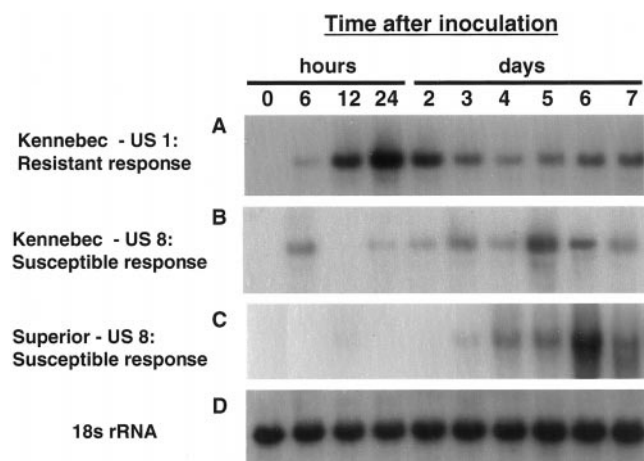 Time after inoculation
hours days
0 6 12 24 2 3 4 5 6 7
A
Kennebec - US 1:
Resistant response
B
Kennebec - US 8:
Susceptible response
C
Superior - US 8:
Susceptible response
D
18s rRNA